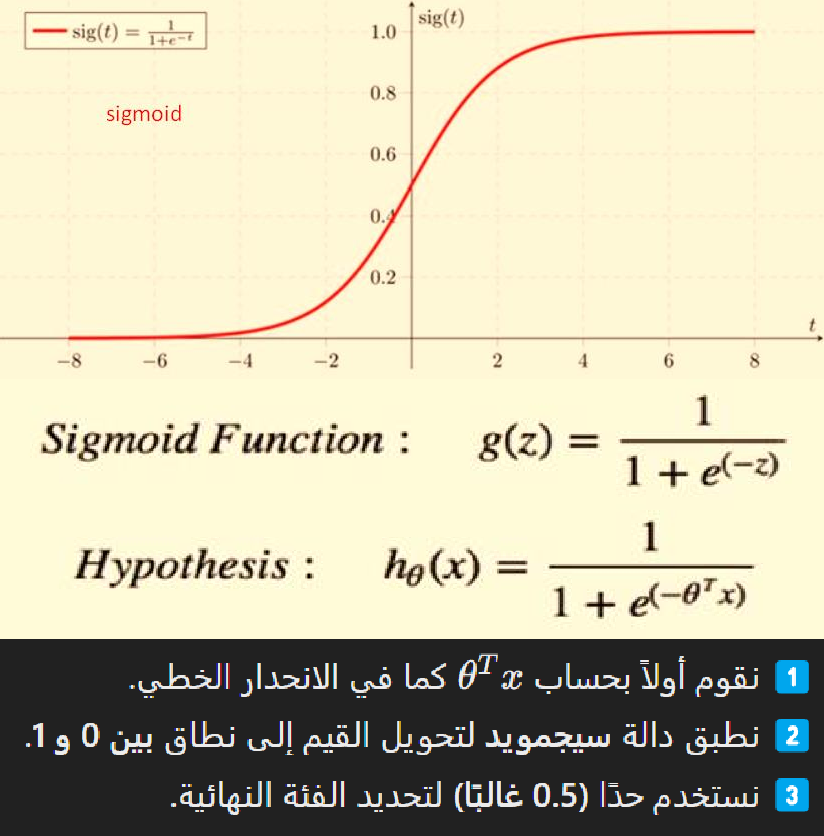 sig(t) = 1/(1+e^{-t})
sig(t)
sigmoid
1.0
0.8
0.6
0.4
0.2
t
−8 −6 −4 −2 2 4 6 8
Sigmoid Function : g(z) = 1/(1 + e^{(−z)})
Hypothesis : h_θ(x) = 1/(1 + e^{(−θ^T x)})
1 نقوم أولاً بحساب θ^T x كما في الانحدار الخطي.
2 نطبق دالة سيجمويد لتحويل القيم إلى نطاق بين 0 و 1.
3 نستخدم حدًا (0.5 غالبًا) لتحديد الفئة النهائية.